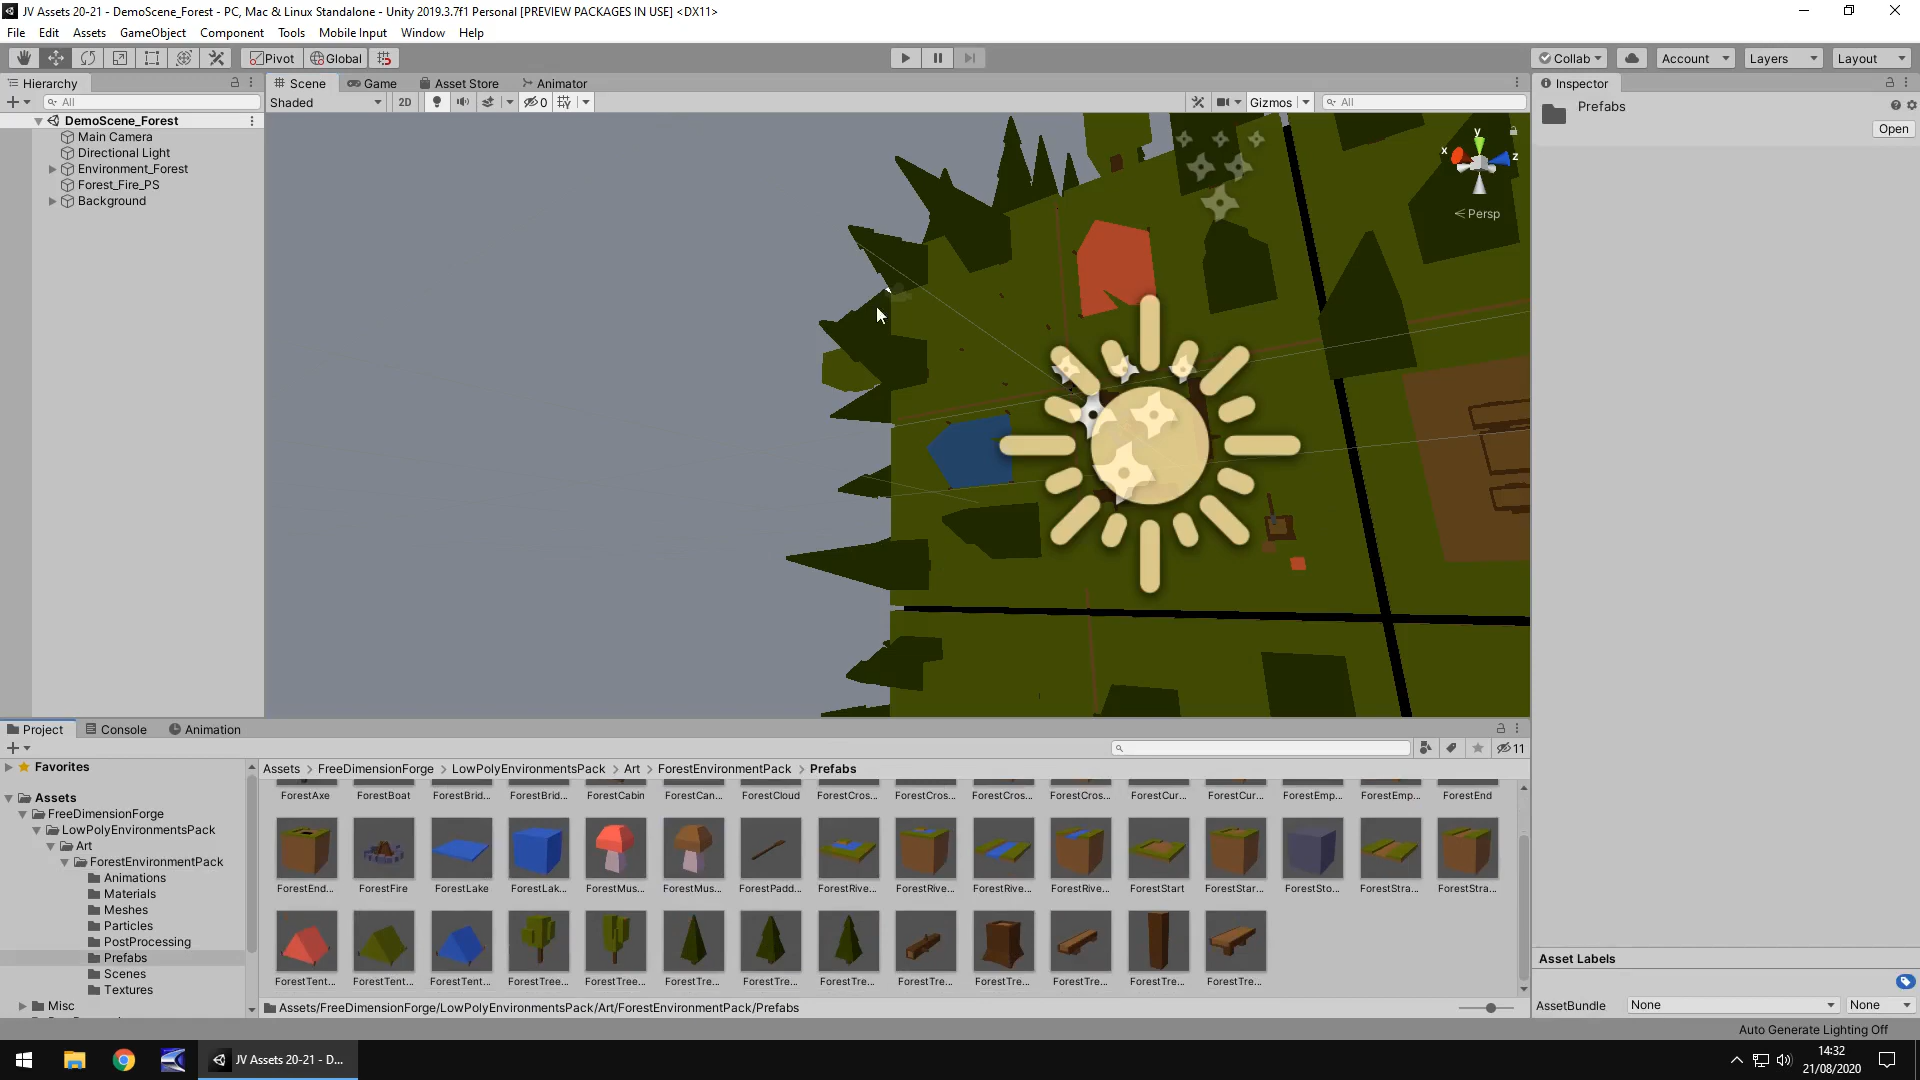 JV Assets 20-21 - DemoScene_Forest - PC, Mac & Linux Standalone - Unity 2019.3.7f1 Personal [PREVIEW PACKAGES IN USE] <DX11>
File Edit Assets GameObject Component Tools Mobile Input Window Help
Pivot Global Collab Account Layers Layout
Hierarchy Scene Game Asset Store Animator Inspector
All Shaded 2D 0 Gizmos All Prefabs
Open
DemoScene_Forest
Main Camera
Directional Light
Environment_Forest
Forest_Fire_PS
Background
y
x z
< Persp
Project Console Animation
11
Favorites
Assets > FreeDimensionForge > LowPolyEnvironmentsPack > Art > ForestEnvironmentPack > Prefabs
Assets
FreeDimensionForge
LowPolyEnvironmentsPack
Art
ForestEnvironmentPack
Animations
Materials
Meshes
Particles
PostProcessing
Prefabs
Scenes
Textures
Misc
ForestAxe ForestBoat ForestBrid... ForestBrid... ForestCabin ForestCan... ForestCloud ForestCros... ForestCros... ForestCros... ForestCros... ForestCur... ForestCur... ForestEmp... ForestEmp... ForestEnd
ForestEnd... ForestFire ForestLake ForestLak... ForestMus... ForestMus... ForestPadd... ForestRive... ForestRive... ForestRive... ForestRive... ForestStart ForestStar... ForestSto... ForestStra... ForestStra...
ForestTent... ForestTent... ForestTent... ForestTree... ForestTree... ForestTre... ForestTre... ForestTre... ForestTre... ForestTre... ForestTre... ForestTre... ForestTre...
Assets/FreeDimensionForge/LowPolyEnvironmentsPack/Art/ForestEnvironmentPack/Prefabs
Asset Labels
AssetBundle None None
Auto Generate Lighting Off
JV Assets 20-21 - D...
14:32
21/08/2020